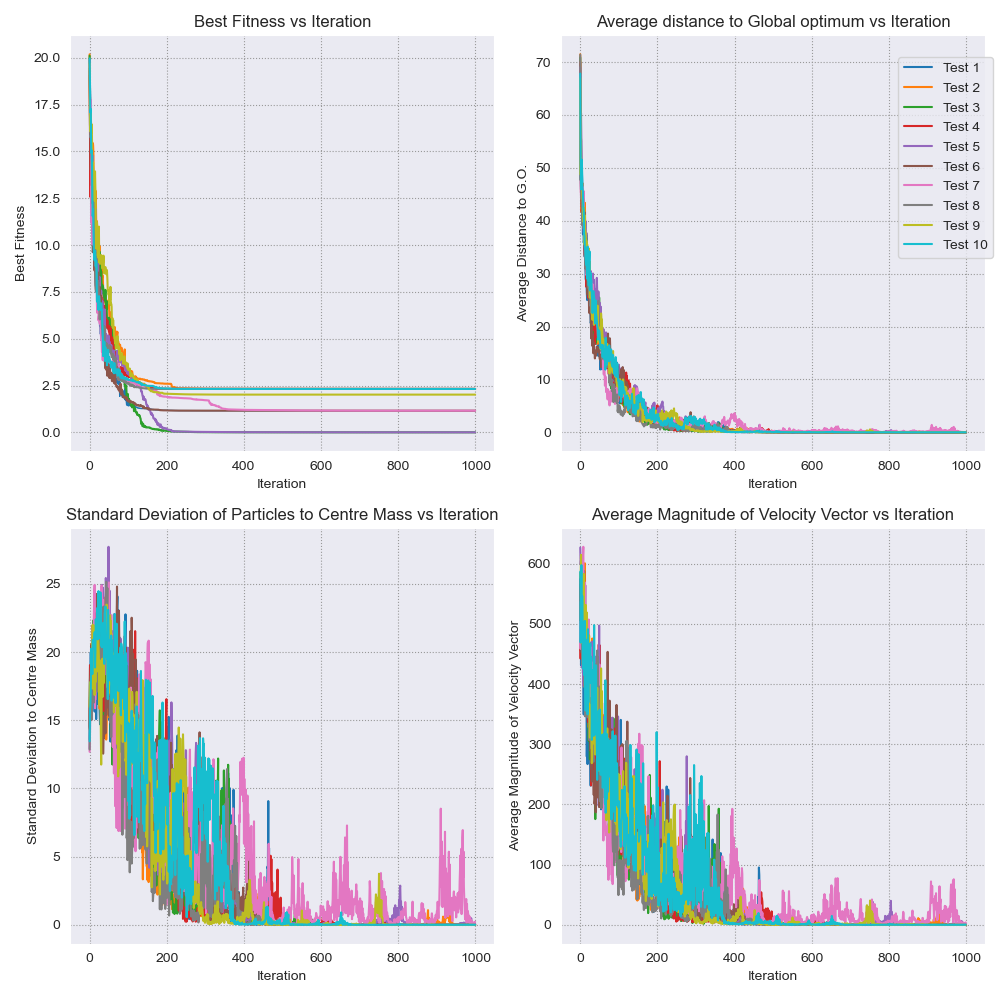 Best Fitness vs Iteration
Best Fitness
20.0
17.5
15.0
12.5
10.0
7.5
5.0
2.5
0.0
0 200 400 600 800 1000
Iteration
Average distance to Global optimum vs Iteration
Average Distance to G.O.
70
60
50
40
30
20
10
0
0 200 400 600 800 1000
Iteration
Test 1
Test 2
Test 3
Test 4
Test 5
Test 6
Test 7
Test 8
Test 9
Test 10
Standard Deviation of Particles to Centre Mass vs Iteration
Standard Deviation to Centre Mass
25
20
15
10
5
0
0 200 400 600 800 1000
Iteration
Average Magnitude of Velocity Vector vs Iteration
Average Magnitude of Velocity Vector
600
500
400
300
200
100
0
0 200 400 600 800 1000
Iteration